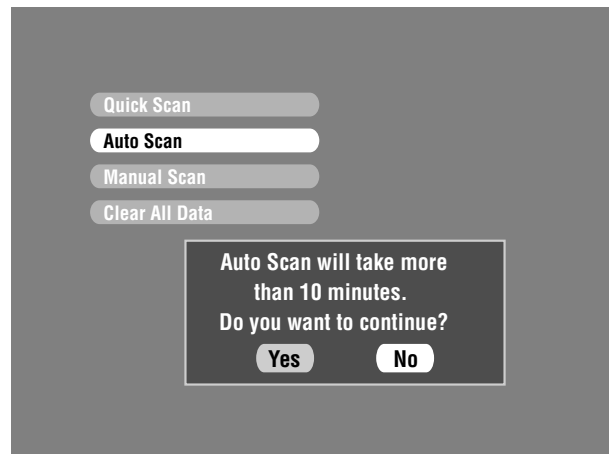 Quick Scan
Auto Scan
Manual Scan
Clear All Data
Auto Scan will take more
than 10 minutes.
Do you want to continue?
Yes No